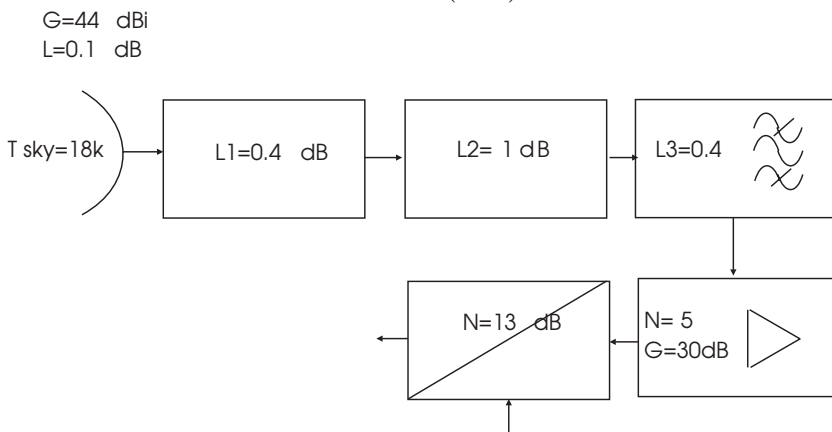 G=44 dBi
L=0.1 dB
T sky=18k
L1=0.4 dB
L2= 1 dB
L3=0.4
N=13 dB
N= 5
G=30dB